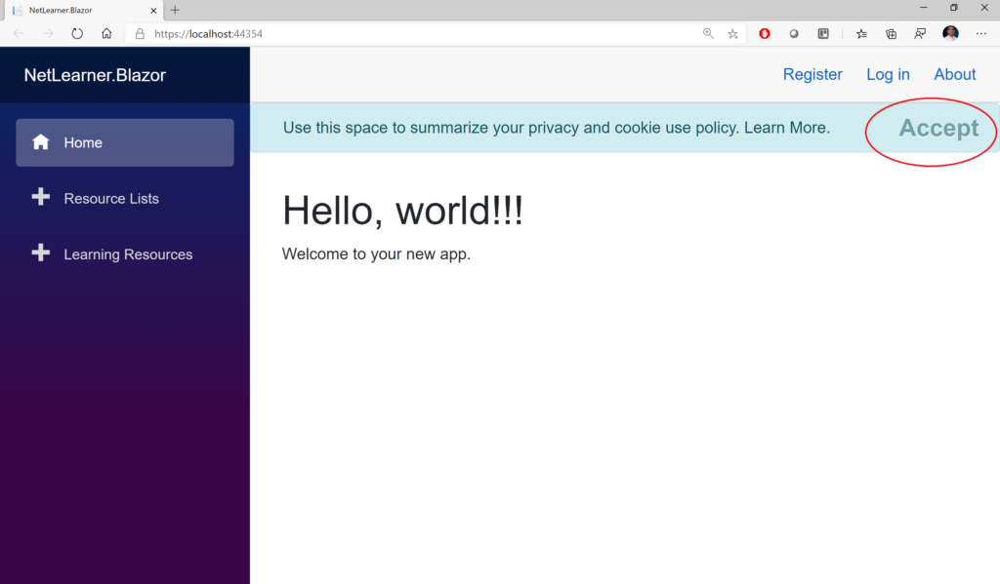 NetLearner.Blazor
https://localhost:44354
NetLearner.Blazor
Register Log in About
Use this space to summarize your privacy and cookie use policy. Learn More. Accept
Home
Resource Lists
Learning Resources
Hello, world!!!
Welcome to your new app.